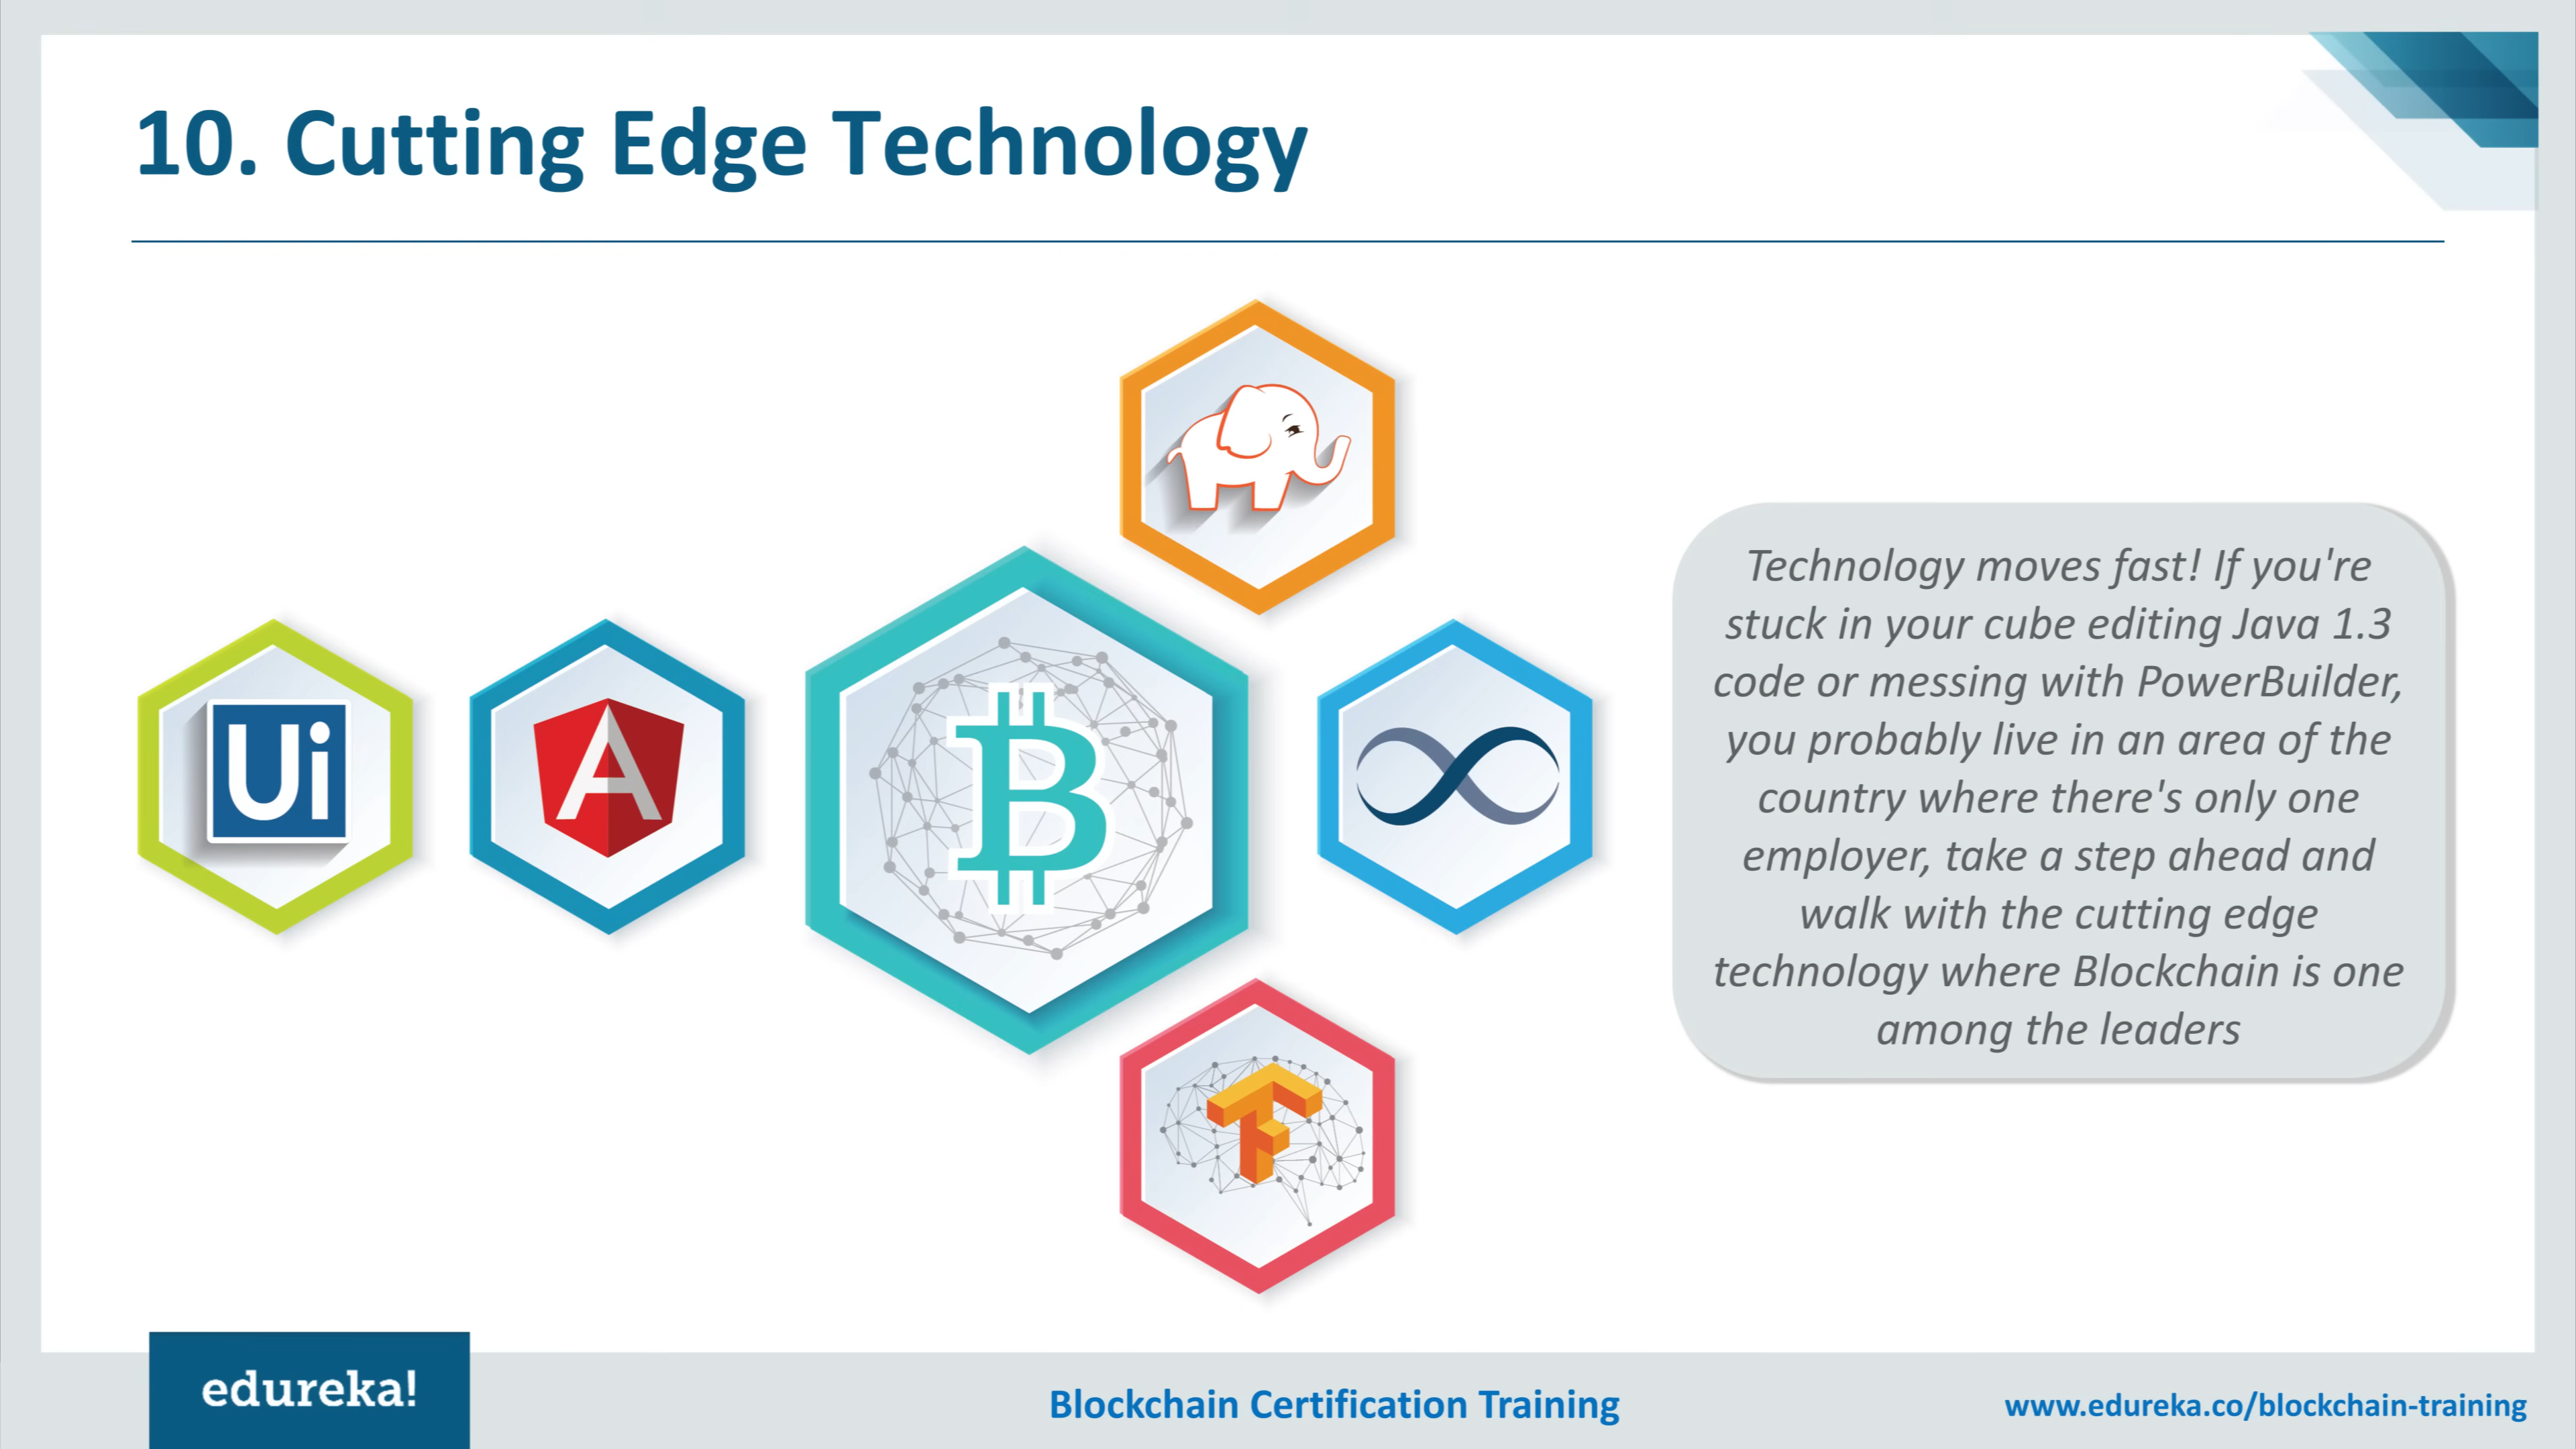 10. Cutting Edge Technology
Ui
A
B
TF
Technology moves fast! If you're
stuck in your cube editing Java 1.3
code or messing with PowerBuilder,
you probably live in an area of the
country where there's only one
employer, take a step ahead and
walk with the cutting edge
technology where Blockchain is one
among the leaders
edureka!
Blockchain Certification Training
www.edureka.co/blockchain-training